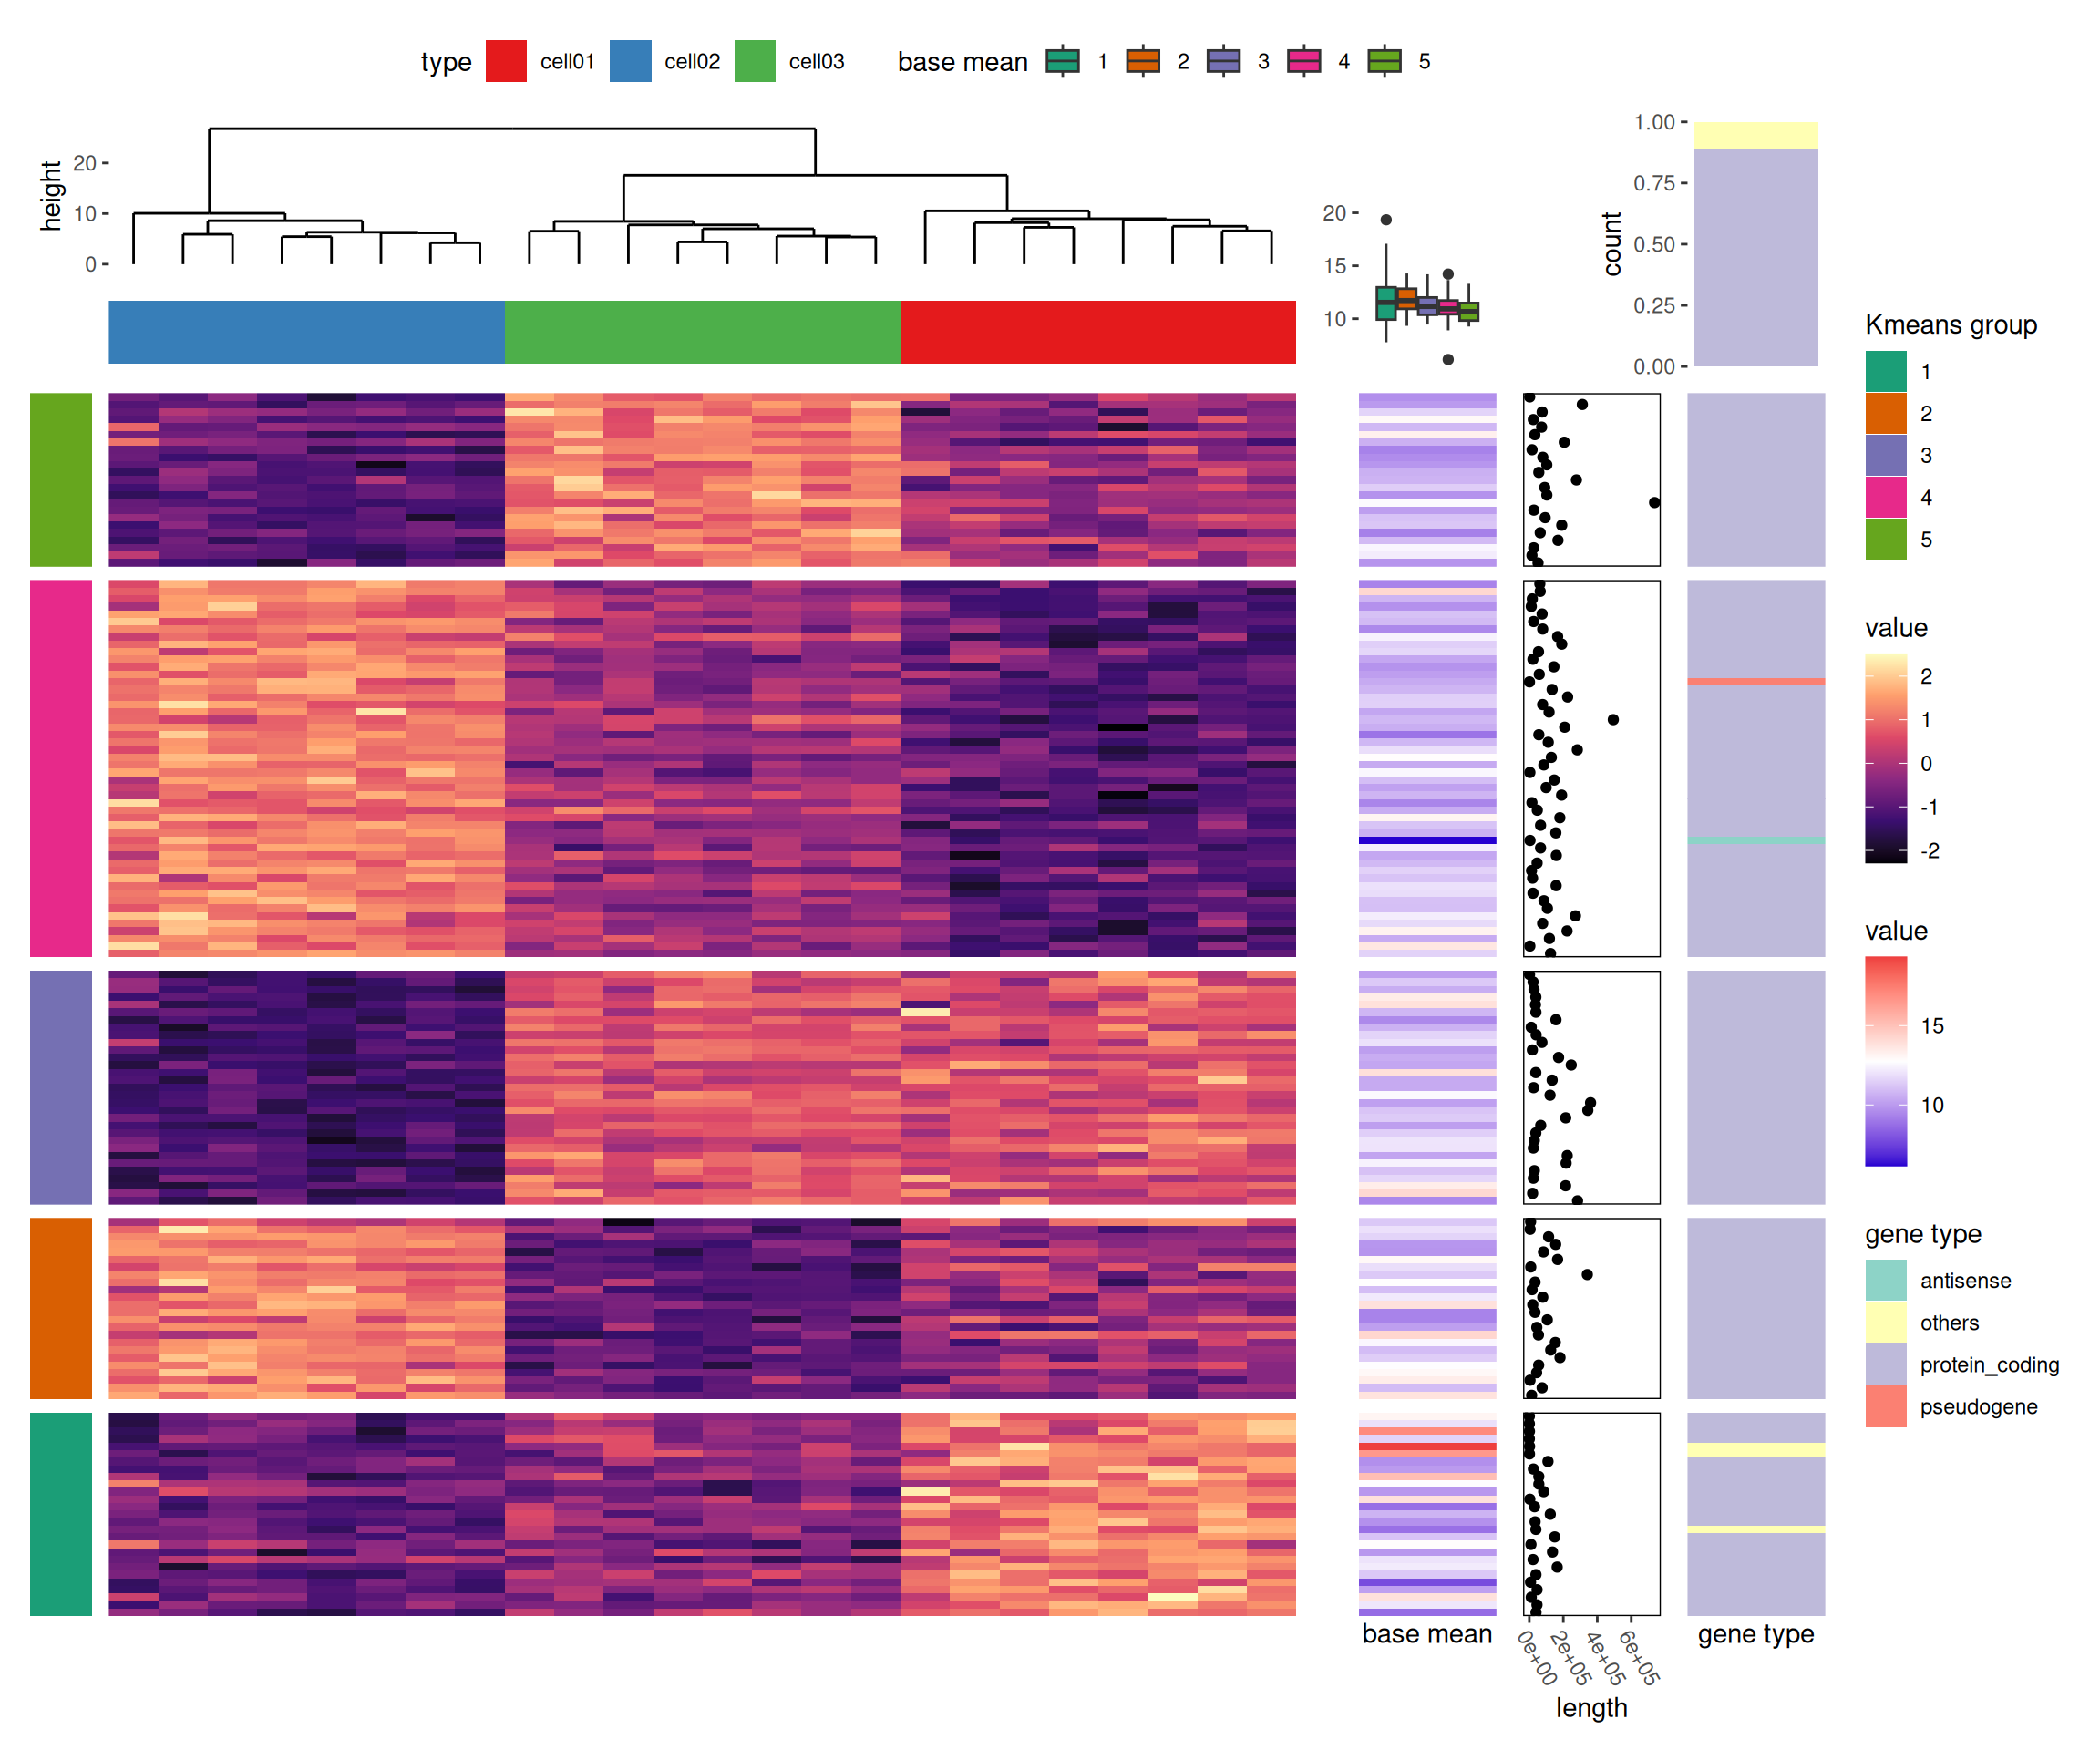 type cell01 cell02 cell03 base mean 1 2 3 4 5
height
20
10
0
20
15
10
count
1.00
0.75
0.50
0.25
0.00
Kmeans group
1
2
3
4
5
value
2
1
0
-1
-2
value
15
10
gene type
antisense
others
protein_coding
pseudogene
base mean
0e+00 2e+05 4e+05 6e+05
length
gene type